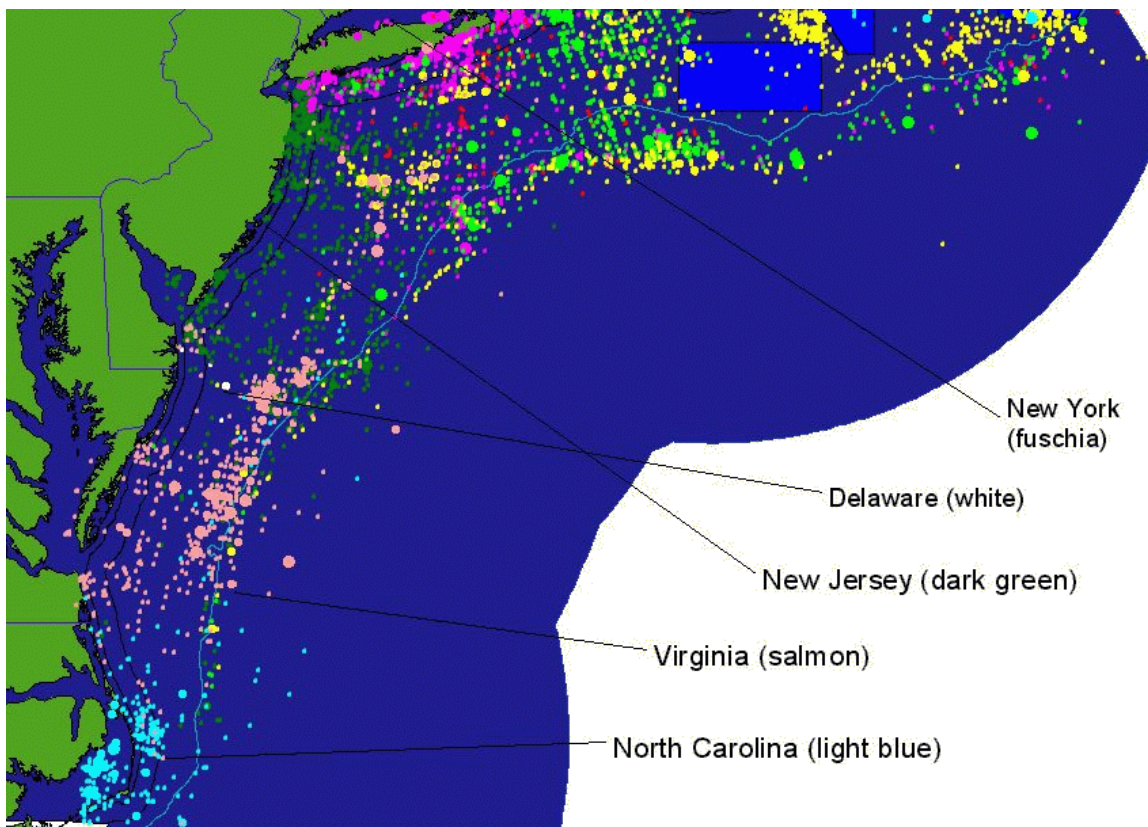 New York
(fuschia)
Delaware (white)
New Jersey (dark green)
Virginia (salmon)
North Carolina (light blue)